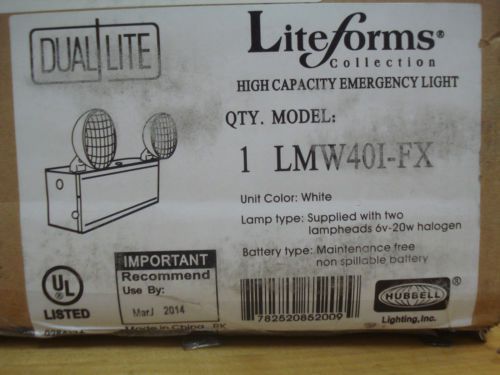 DUAL LITE
Liteforms®
Collection
HIGH CAPACITY EMERGENCY LIGHT
QTY. MODEL:
1 LMW40I-FX
Unit Color: White
Lamp type: Supplied with two
lampheads 6v-20w halogen
Battery type: Maintenance free
non spillable battery
IMPORTANT
Recommend
Use By:
MarJ 2014
UL
LISTED
Made in China
782520852009
HUBBELL
Lighting, Inc.